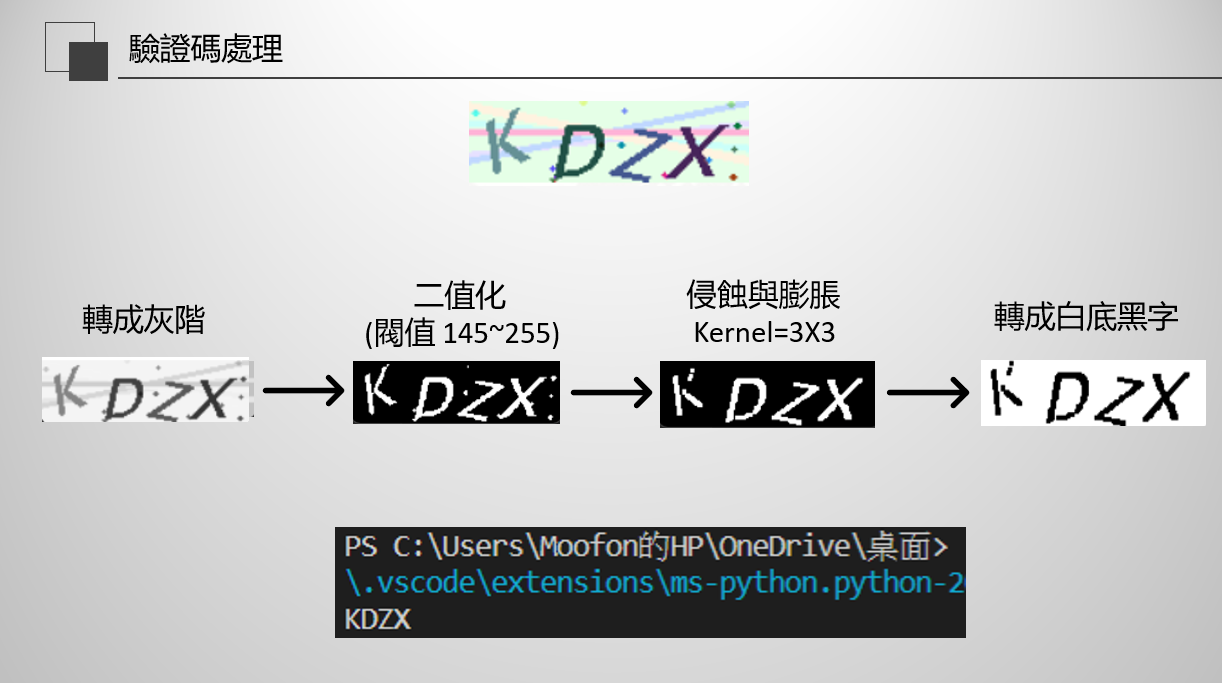 驗證碼處理
KDZX
轉成灰階
二值化
(閥值 145~255)
侵蝕與膨脹
Kernel=3X3
轉成白底黑字
KDZX
KDZX
KDZX
KDZX
PS C:\Users\Moofon的HP\OneDrive\桌面>
\.vscode\extensions\ms-python.python-2
KDZX